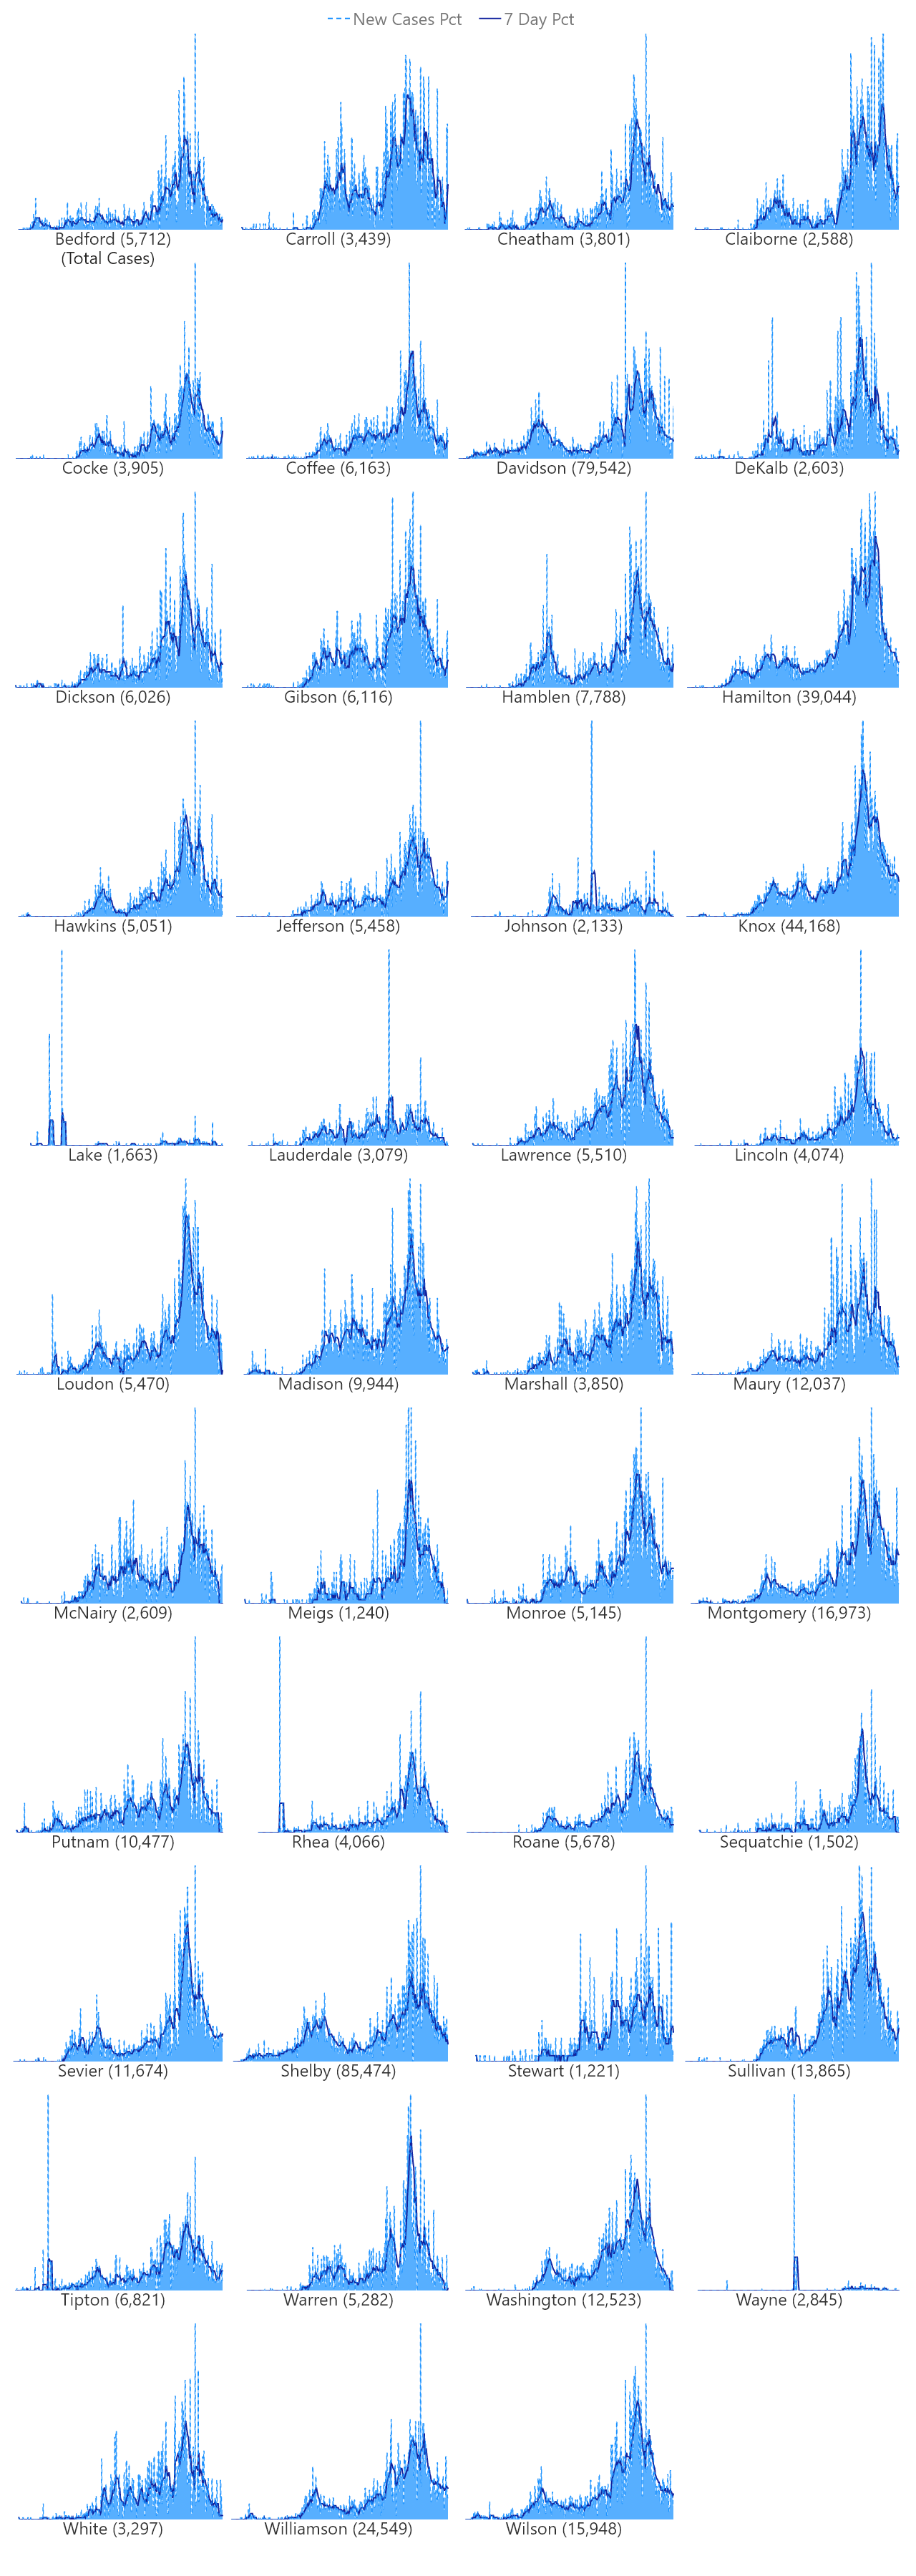 New Cases Pct 7 Day Pct
Bedford (5,712) Carroll (3,439) Cheatham (3,801) Claiborne (2,588)
(Total Cases)
Cocke (3,905) Coffee (6,163) Davidson (79,542) DeKalb (2,603)
Dickson (6,026) Gibson (6,116) Hamblen (7,788) Hamilton (39,044)
Hawkins (5,051) Jefferson (5,458) Johnson (2,133) Knox (44,168)
Lake (1,663) Lauderdale (3,079) Lawrence (5,510) Lincoln (4,074)
Loudon (5,470) Madison (9,944) Marshall (3,850) Maury (12,037)
McNairy (2,609) Meigs (1,240) Monroe (5,145) Montgomery (16,973)
Putnam (10,477) Rhea (4,066) Roane (5,678) Sequatchie (1,502)
Sevier (11,674) Shelby (85,474) Stewart (1,221) Sullivan (13,865)
Tipton (6,821) Warren (5,282) Washington (12,523) Wayne (2,845)
White (3,297) Williamson (24,549) Wilson (15,948)